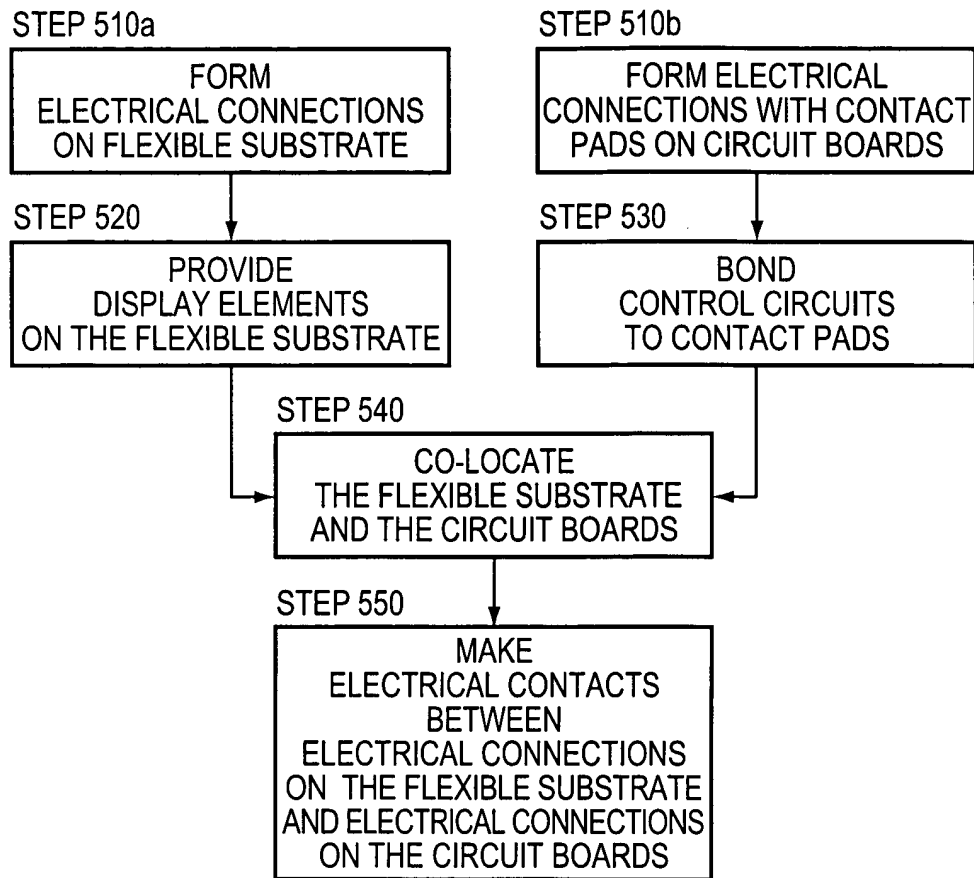 STEP 510a
FORM
ELECTRICAL CONNECTIONS
ON FLEXIBLE SUBSTRATE
STEP 510b
FORM ELECTRICAL
CONNECTIONS WITH CONTACT
PADS ON CIRCUIT BOARDS
STEP 520
PROVIDE
DISPLAY ELEMENTS
ON THE FLEXIBLE SUBSTRATE
STEP 530
BOND
CONTROL CIRCUITS
TO CONTACT PADS
STEP 540
CO-LOCATE
THE FLEXIBLE SUBSTRATE
AND THE CIRCUIT BOARDS
STEP 550
MAKE
ELECTRICAL CONTACTS
BETWEEN
ELECTRICAL CONNECTIONS
ON THE FLEXIBLE SUBSTRATE
AND ELECTRICAL CONNECTIONS
ON THE CIRCUIT BOARDS